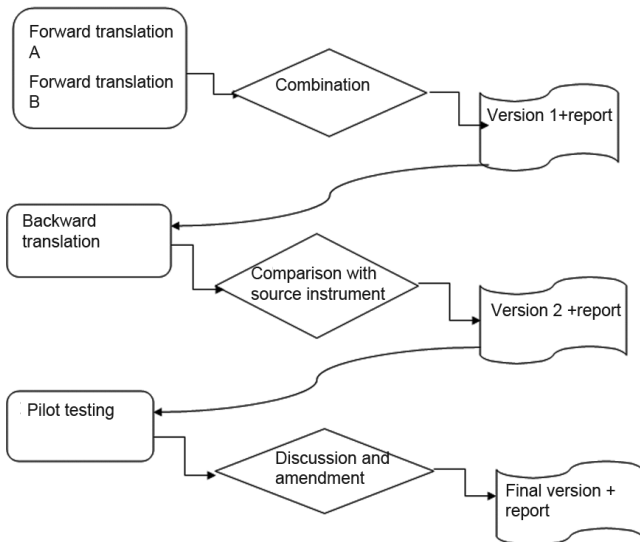 Forward translation
A
Forward translation
B
Combination
Version 1+report
Backward
translation
Comparison with
source instrument
Version 2 +report
Pilot testing
Discussion and
amendment
Final version +
report